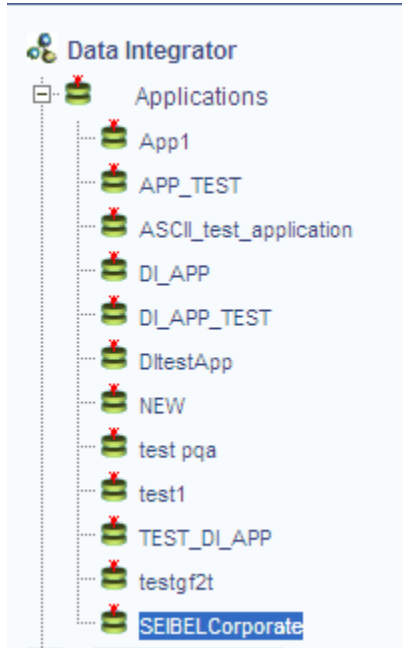 Data Integrator
Applications
App1
APP_TEST
ASCII_test_application
DI_APP
DI_APP_TEST
DItestApp
NEW
test pqa
test1
TEST_DI_APP
testgf2t
SEIBELCorporate